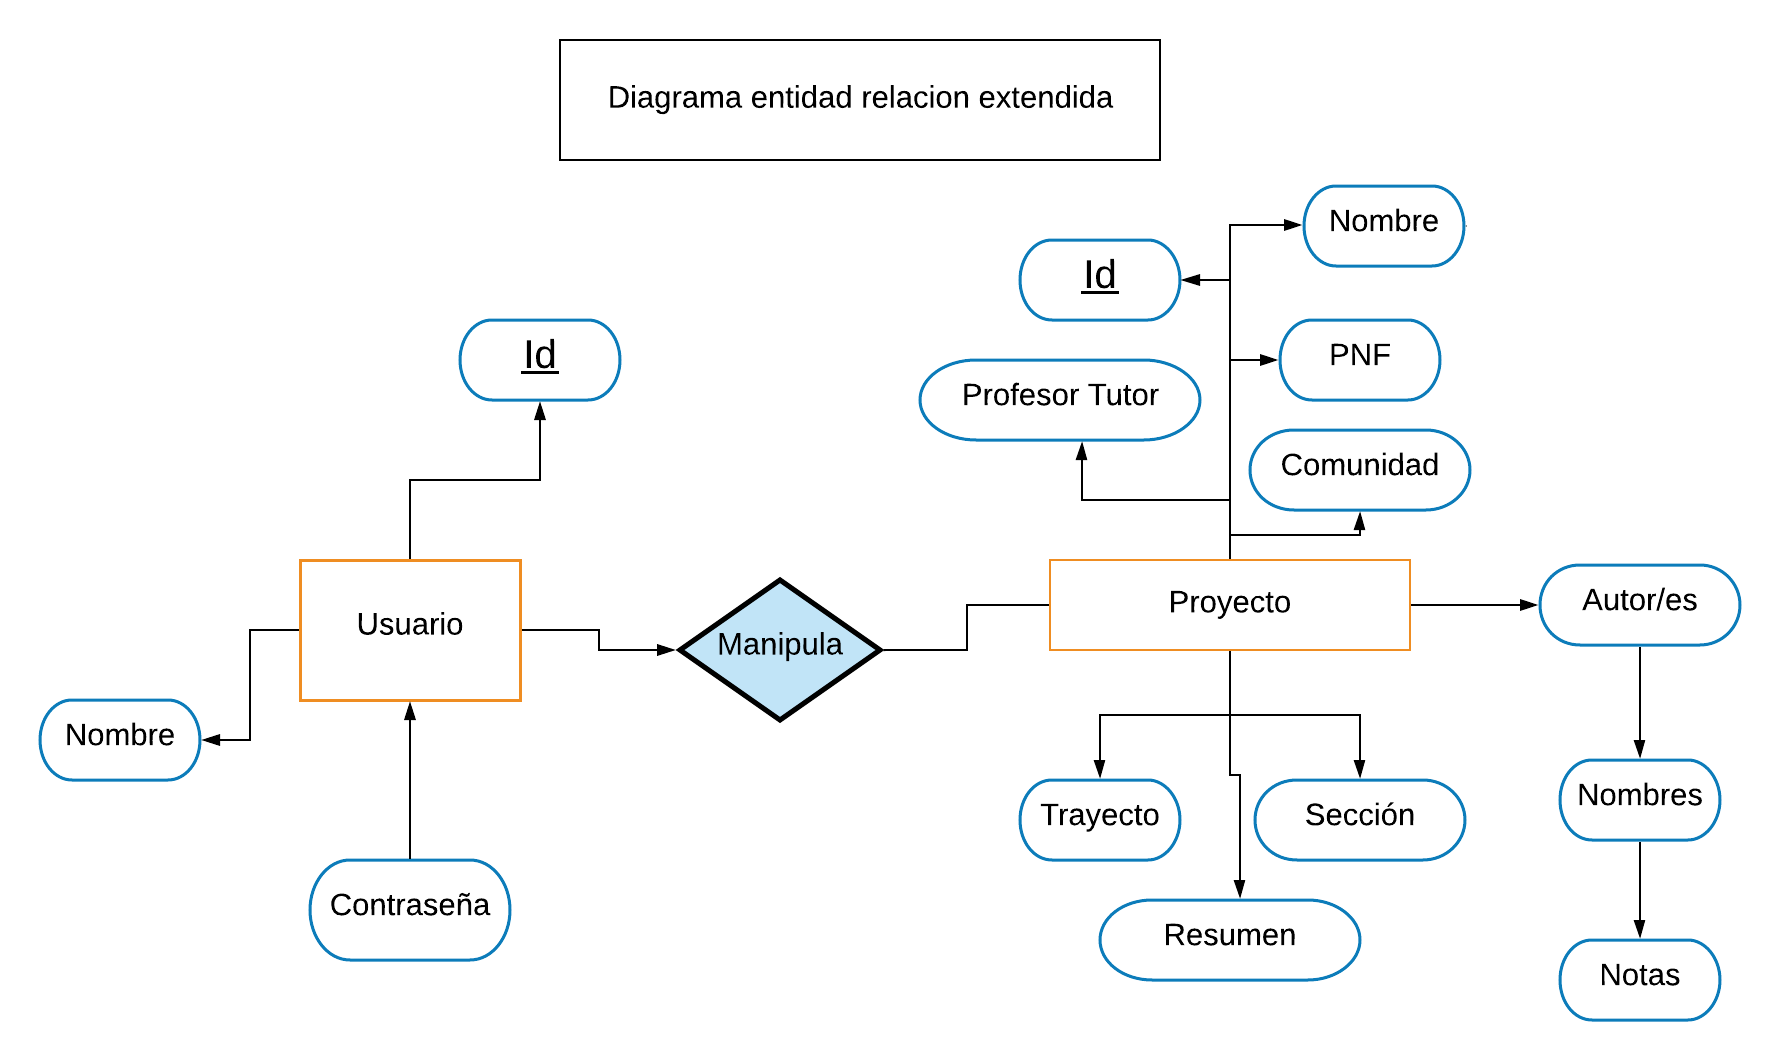 Diagrama entidad relacion extendida
Nombre
Id
PNF
Id
Profesor Tutor
Comunidad
Usuario
Manipula
Proyecto
Autor/es
Nombre
Trayecto
Sección
Nombres
Contraseña
Resumen
Notas